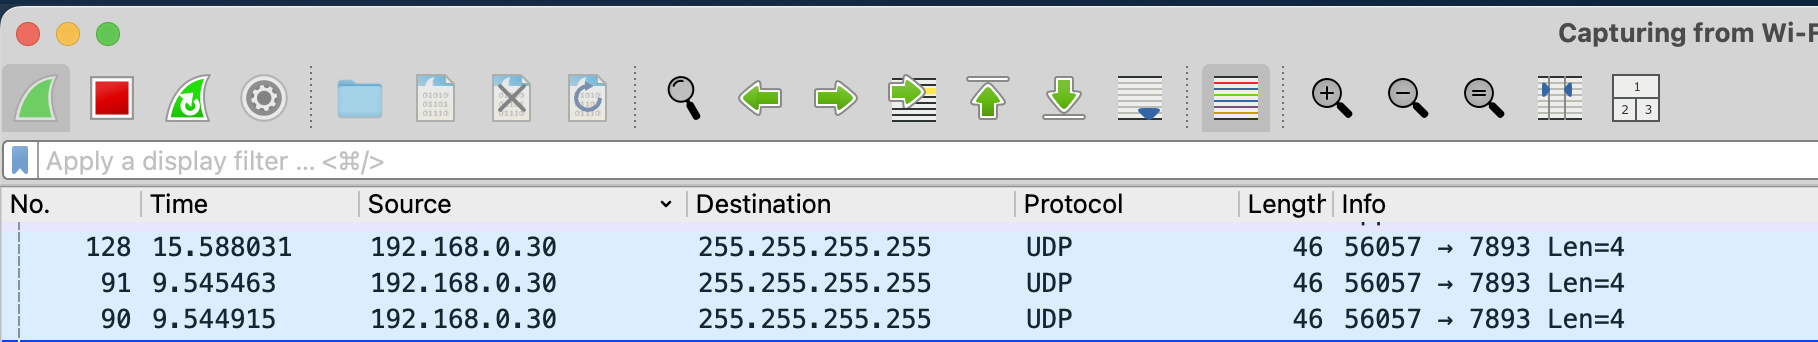 Capturing from Wi-F
1
2 3
Apply a display filter ... <⌘/>
No. Time Source Destination Protocol Length Info
128 15.588031 192.168.0.30 255.255.255.255 UDP 46 56057 → 7893 Len=4
91 9.545463 192.168.0.30 255.255.255.255 UDP 46 56057 → 7893 Len=4
90 9.544915 192.168.0.30 255.255.255.255 UDP 46 56057 → 7893 Len=4